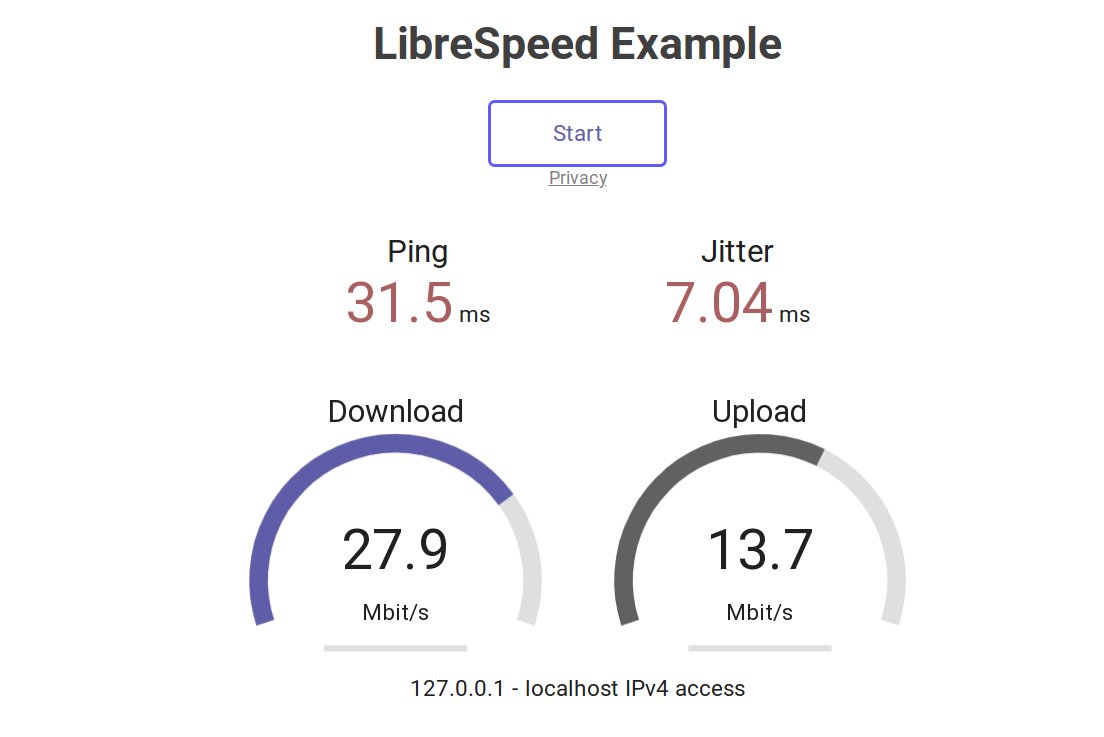 LibreSpeed Example
Start
Privacy
Ping
31.5 ms
Jitter
7.04 ms
Download
27.9
Mbit/s
Upload
13.7
Mbit/s
127.0.0.1 - localhost IPv4 access